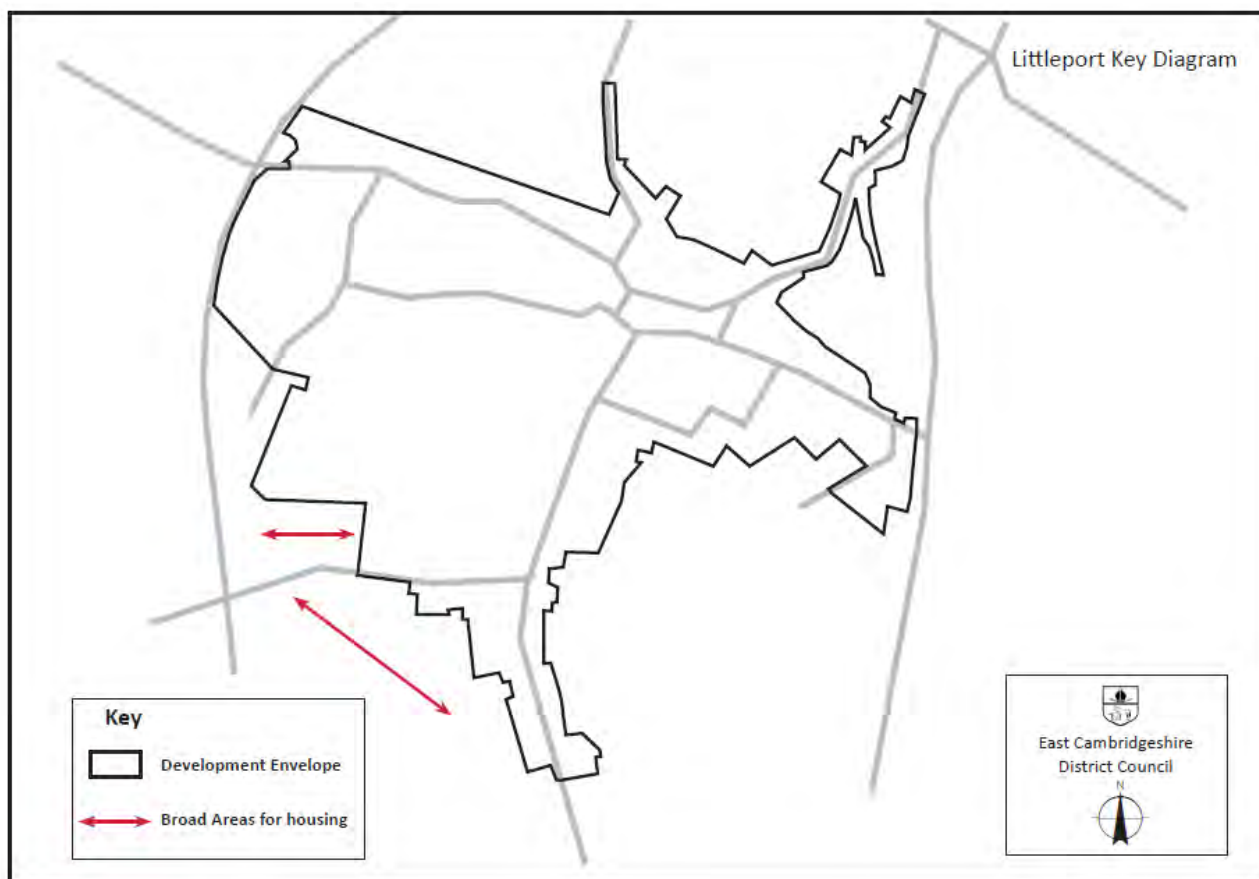 Littleport Key Diagram
Key
Development Envelope
Broad Areas for housing
East Cambridgeshire
District Council
N